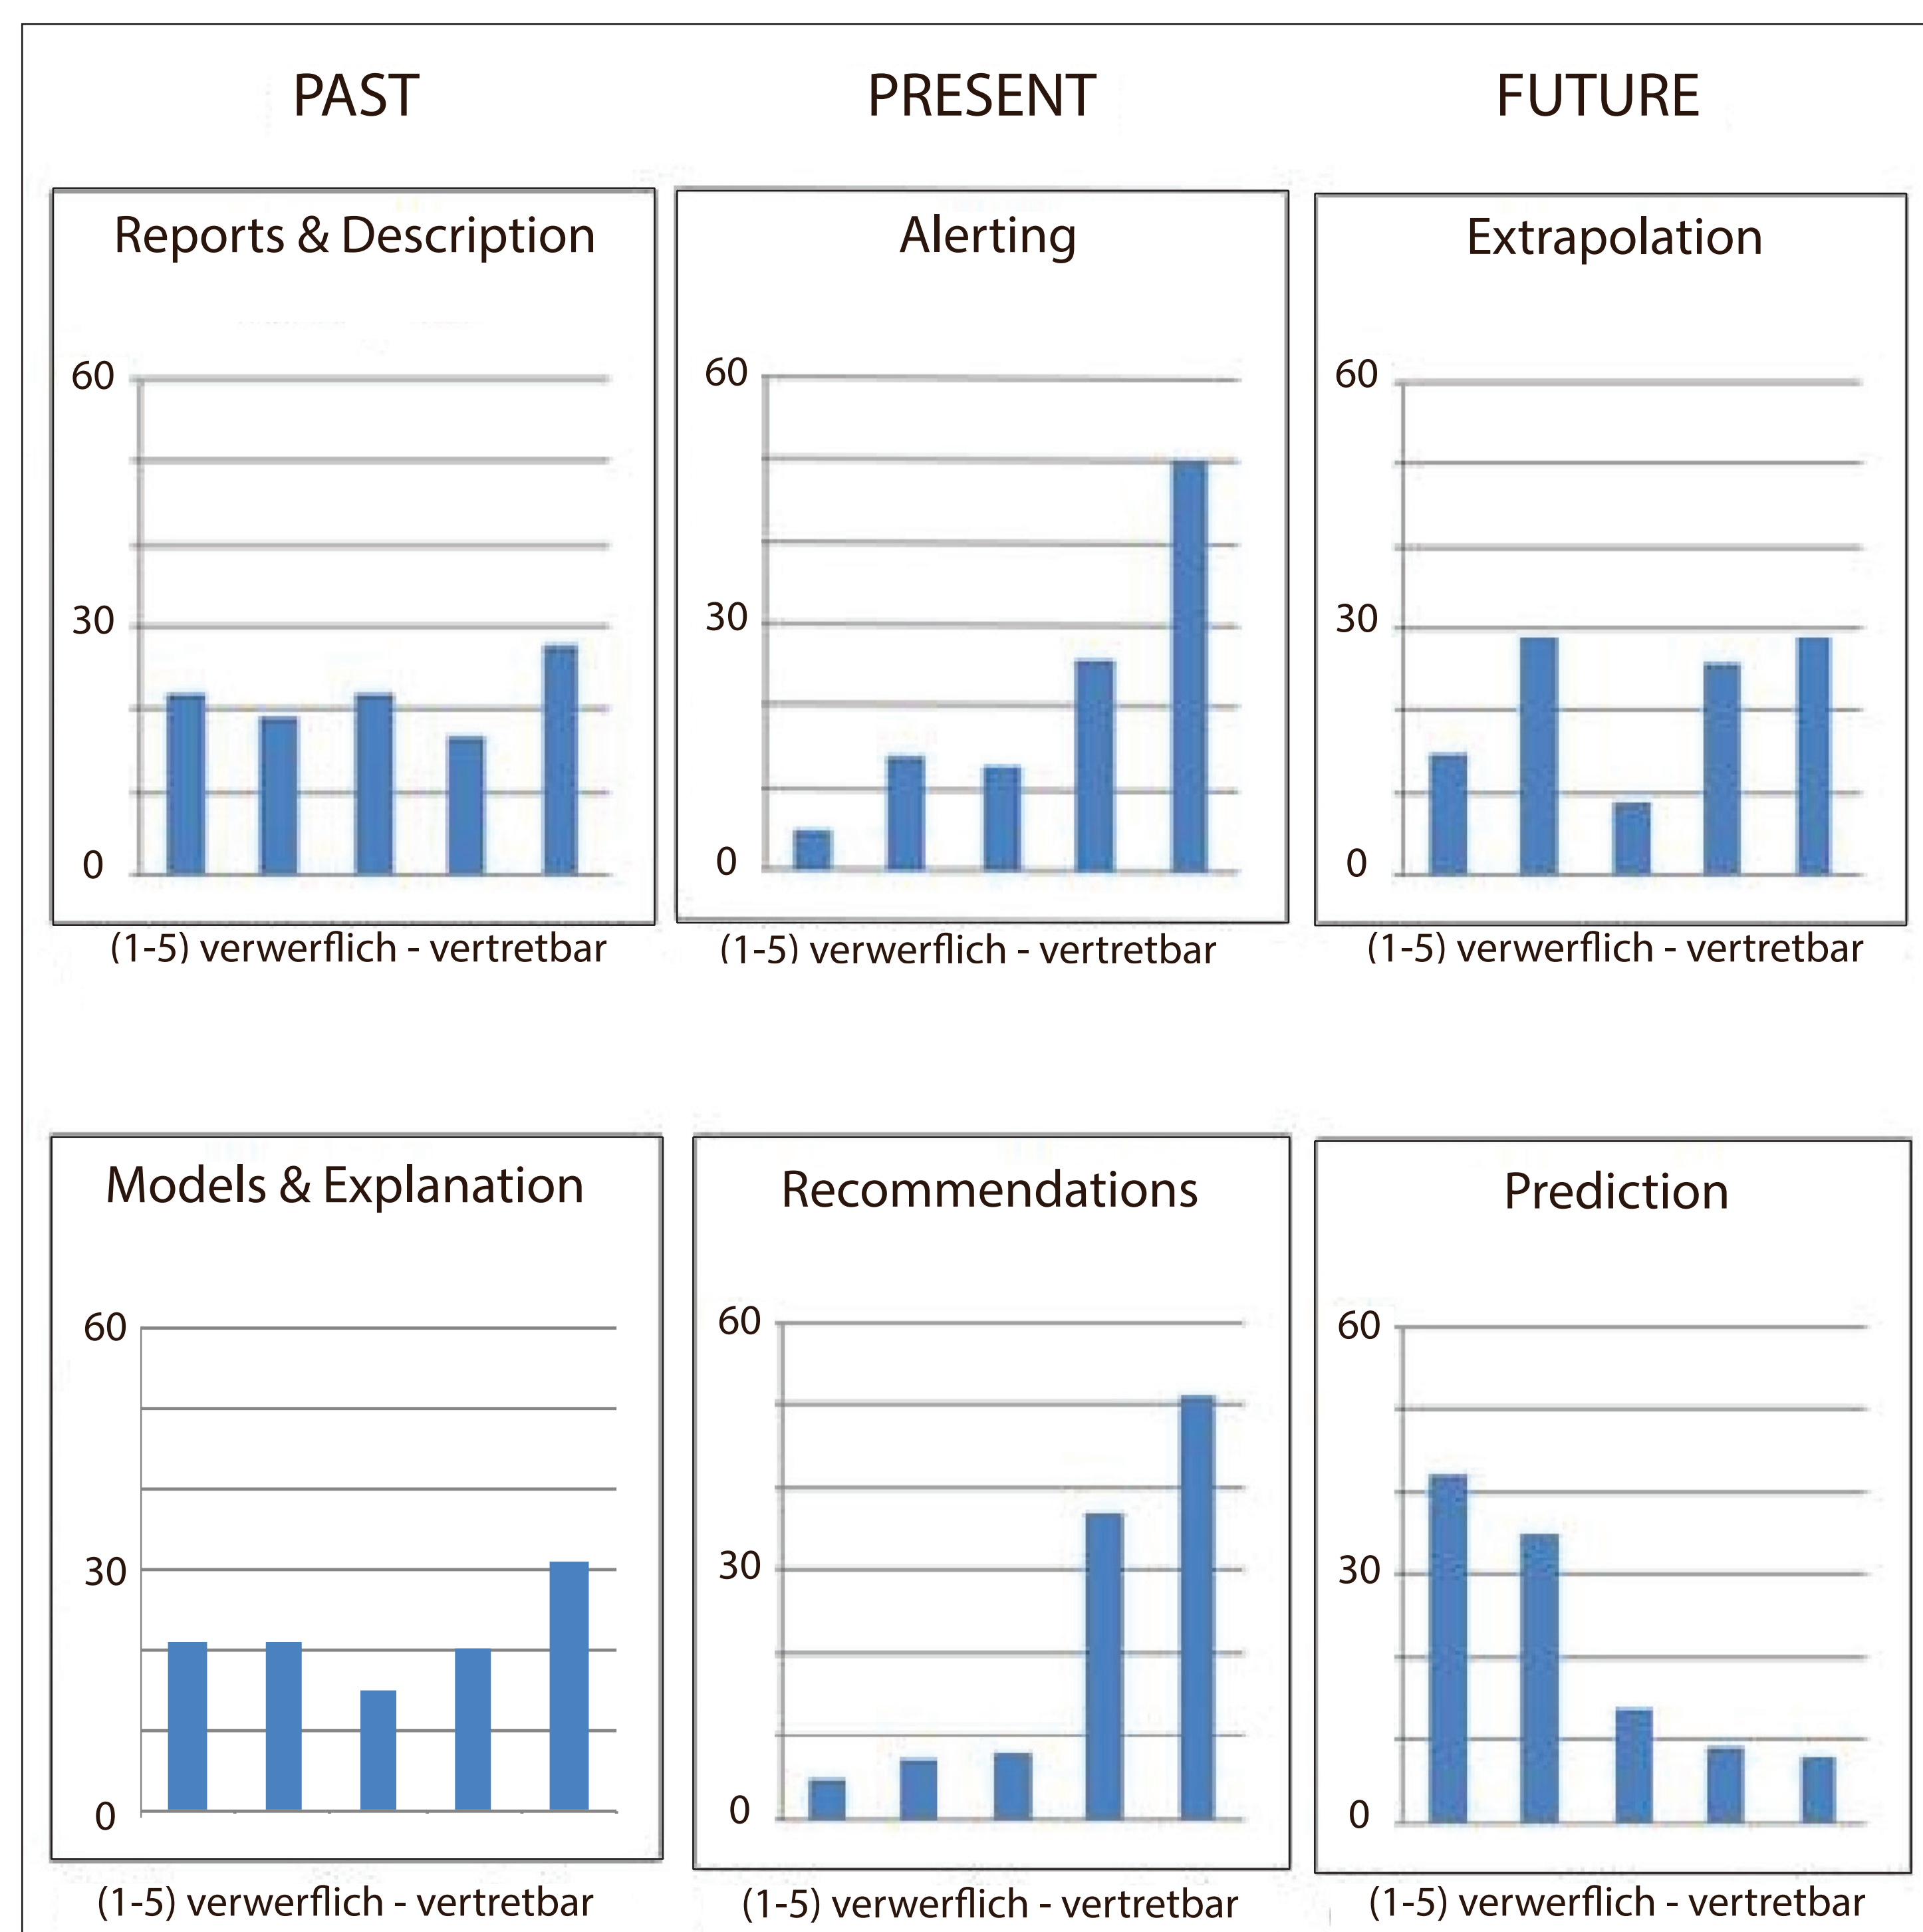 PAST
PRESENT
FUTURE
Reports & Description
60
30
0
(1-5) verwerflich - vertretbar
Alerting
60
30
0
(1-5) verwerflich - vertretbar
Extrapolation
60
30
0
(1-5) verwerflich - vertretbar
Models & Explanation
60
30
0
(1-5) verwerflich - vertretbar
Recommendations
60
30
0
(1-5) verwerflich - vertretbar
Prediction
60
30
0
(1-5) verwerflich - vertretbar